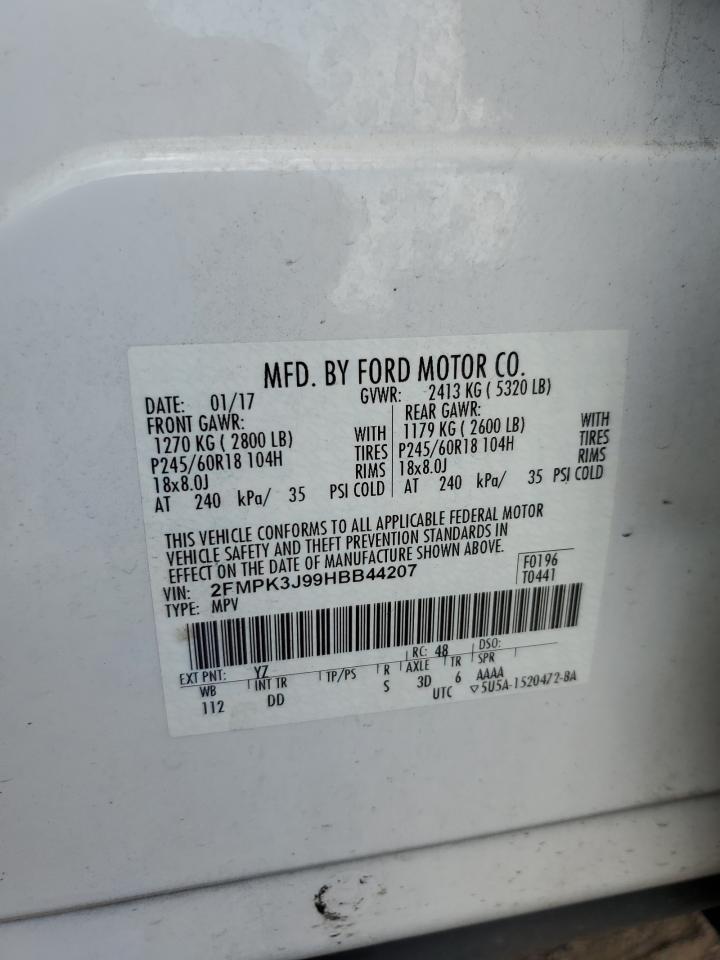 MFD. BY FORD MOTOR CO.
DATE: 01/17 GVWR: 2413 KG ( 5320 LB)
FRONT GAWR: REAR GAWR:
1270 KG ( 2800 LB) WITH 1179 KG ( 2600 LB) WITH
P245/60R18 104H TIRES P245/60R18 104H TIRES
18x8.0J RIMS 18x8.0J RIMS
AT 240 kPa/ 35 PSI COLD AT 240 kPa/ 35 PSI COLD
THIS VEHICLE CONFORMS TO ALL APPLICABLE FEDERAL MOTOR
VEHICLE SAFETY AND THEFT PREVENTION STANDARDS IN
EFFECT ON THE DATE OF MANUFACTURE SHOWN ABOVE.
VIN: 2FMPK3J99HBB44207 F0196
TYPE: MPV T0441
EXT PNT: YZ RC: 48 DSO:
WB INT TR TP/PS R AXLE TR SPR
112 DD S 3D 6 AAAA
UTC ▽5U5A-1520472-BA